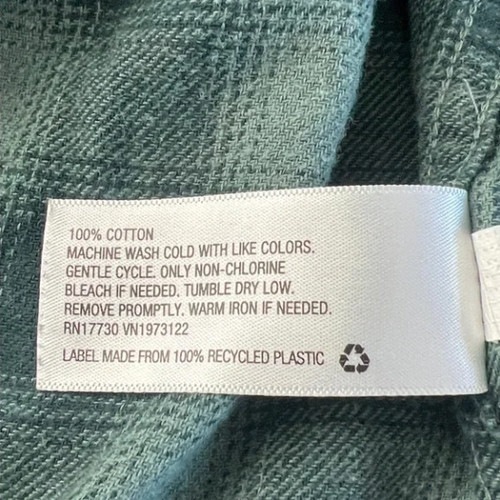 100% COTTON
MACHINE WASH COLD WITH LIKE COLORS.
GENTLE CYCLE. ONLY NON-CHLORINE
BLEACH IF NEEDED. TUMBLE DRY LOW.
REMOVE PROMPTLY. WARM IRON IF NEEDED.
RN17730 VN1973122
LABEL MADE FROM 100% RECYCLED PLASTIC